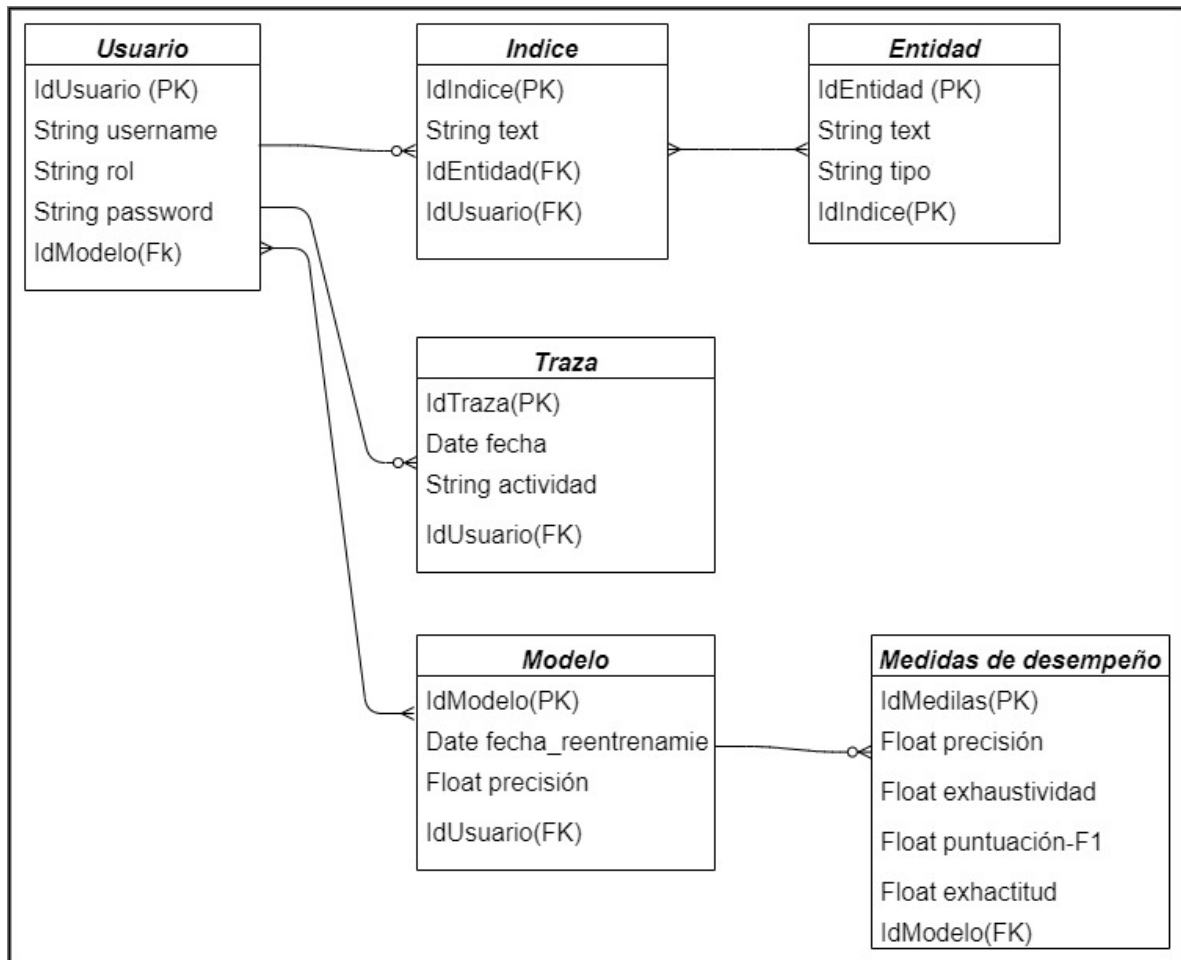 Usuario
IdUsuario (PK)
String username
String rol
String password
IdModelo(Fk)
Indice
IdIndice(PK)
String text
IdEntidad(FK)
IdUsuario(FK)
Entidad
IdEntidad (PK)
String text
String tipo
IdIndice(PK)
Traza
IdTraza(PK)
Date fecha
String actividad
IdUsuario(FK)
Modelo
IdModelo(PK)
Date fecha_reentrenamie
Float precisión
IdUsuario(FK)
Medidas de desempeño
IdMedilas(PK)
Float precisión
Float exhaustividad
Float puntuación-F1
Float exhactitud
IdModelo(FK)